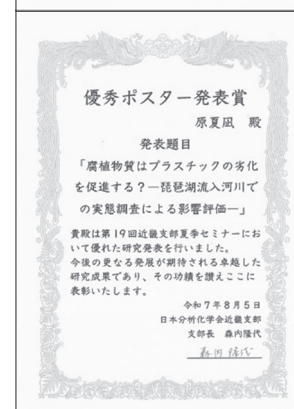 優秀ポスター発表賞
原夏凪 殿
発表題目
「腐植物質はプラスチックの劣化
を促進する？―琵琶湖流入河川で
の実態調査による影響評価―」
貴殿は第19回近畿支部夏季セミナーにお
いて優れた研究発表を行いました。
今後の更なる発展が期待される卓越した
研究成果であり、その功績を讃えここに
表彰いたします。
令和7年8月5日
日本分析化学会近畿支部
支部長 森内隆代
森内隆代